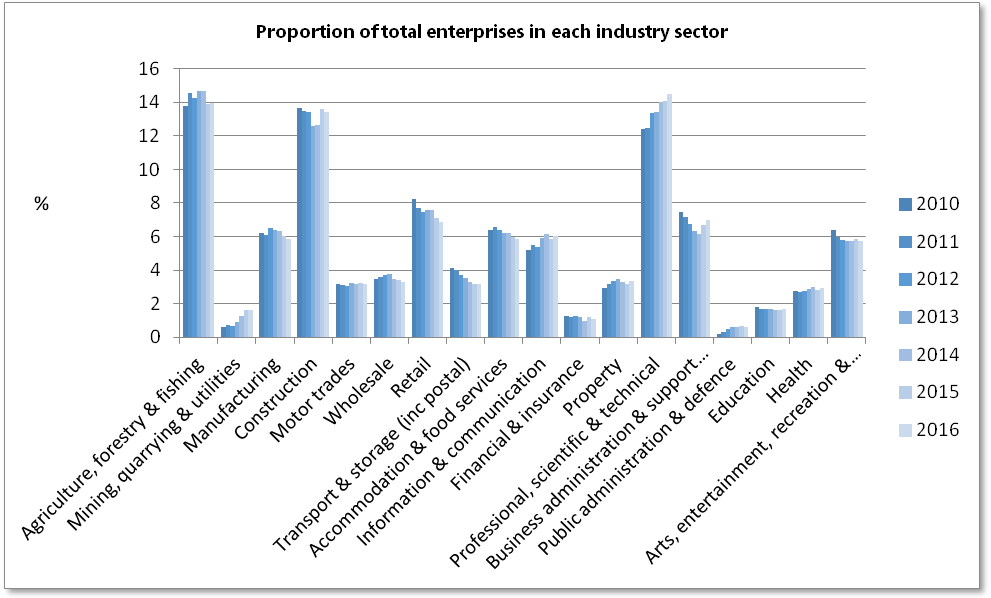 Proportion of total enterprises in each industry sector
16
14
12
10
8
6
4
2
0
%
Agriculture, forestry & fishing
Mining, quarrying & utilities
Manufacturing
Construction
Motor trades
Wholesale
Retail
Transport & storage (inc postal)
Accommodation & food services
Information & communication
Financial & insurance
Property
Professional, scientific & technical
Business administration & support...
Public administration & defence
Education
Health
Arts, entertainment, recreation &...
2010
2011
2012
2013
2014
2015
2016